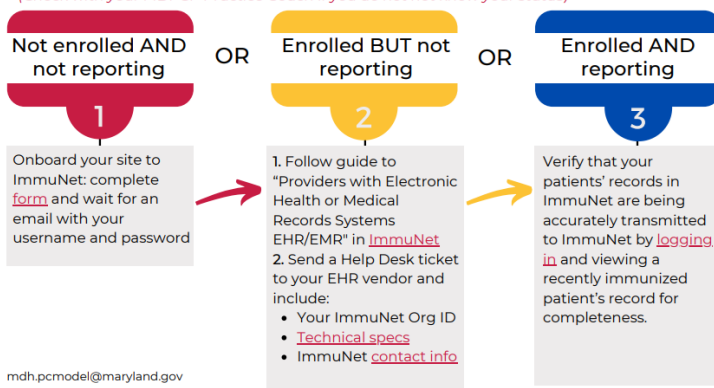 Not enrolled AND
not reporting
OR
Enrolled BUT not
reporting
OR
Enrolled AND
reporting
1
2
3
Onboard your site to
ImmuNet: complete
form and wait for an
email with your
username and password
1. Follow guide to
“Providers with Electronic
Health or Medical
Records Systems
EHR/EMR" in ImmuNet
2. Send a Help Desk ticket
to your EHR vendor and
include:
• Your ImmuNet Org ID
• Technical specs
• ImmuNet contact info
Verify that your
patients’ records in
ImmuNet are being
accurately transmitted
to ImmuNet by logging
in and viewing a
recently immunized
patient’s record for
completeness.
mdh.pcmodel@maryland.gov